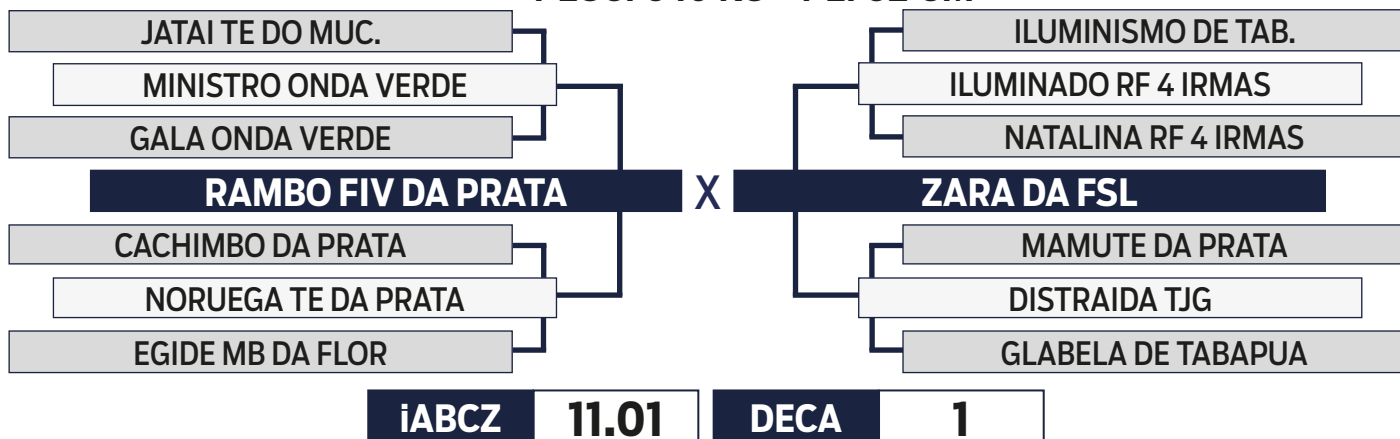 JATAI TE DO MUC.
MINISTRO ONDA VERDE
GALA ONDA VERDE
RAMBO FIV DA PRATA X ZARA DA FSL
CACHIMBO DA PRATA
NORUEGA TE DA PRATA
EGIDE MB DA FLOR
ILUMINISMO DE TAB.
ILUMINADO RF 4 IRMAS
NATALINA RF 4 IRMAS
MAMUTE DA PRATA
DISTRAIDA TJG
GLABELA DE TABAPUA
iABCZ 11.01 DECA 1